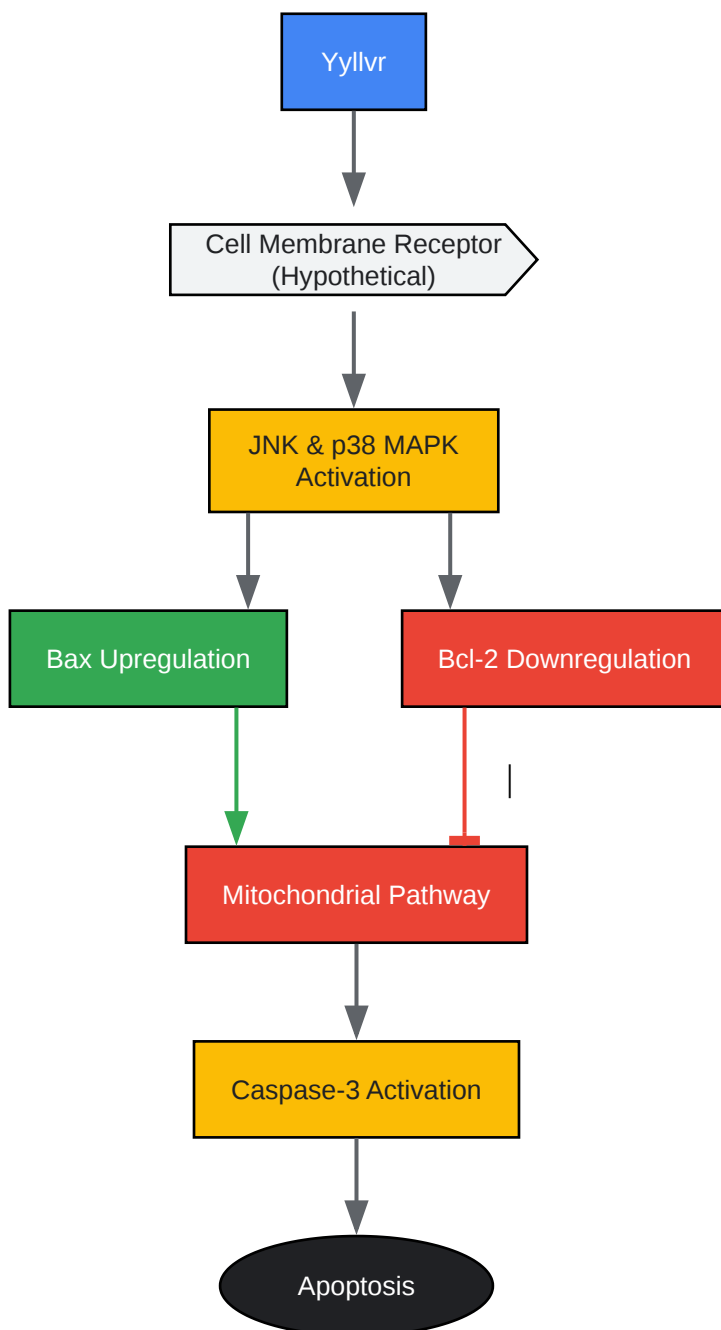 Yyllvr
Cell Membrane Receptor
(Hypothetical)
JNK & p38 MAPK
Activation
Bax Upregulation
Bcl-2 Downregulation
|
Mitochondrial Pathway
Caspase-3 Activation
Apoptosis